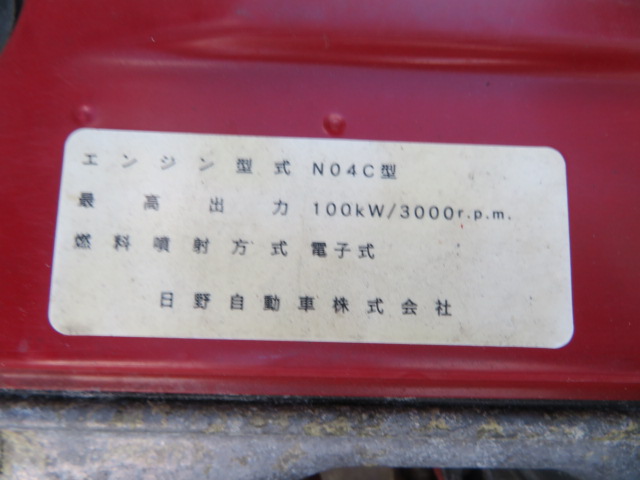 エンジン型式 N04C型
最高出力 100kW/3000r.p.m.
燃料噴射方式 電子式
日野自動車株式会社